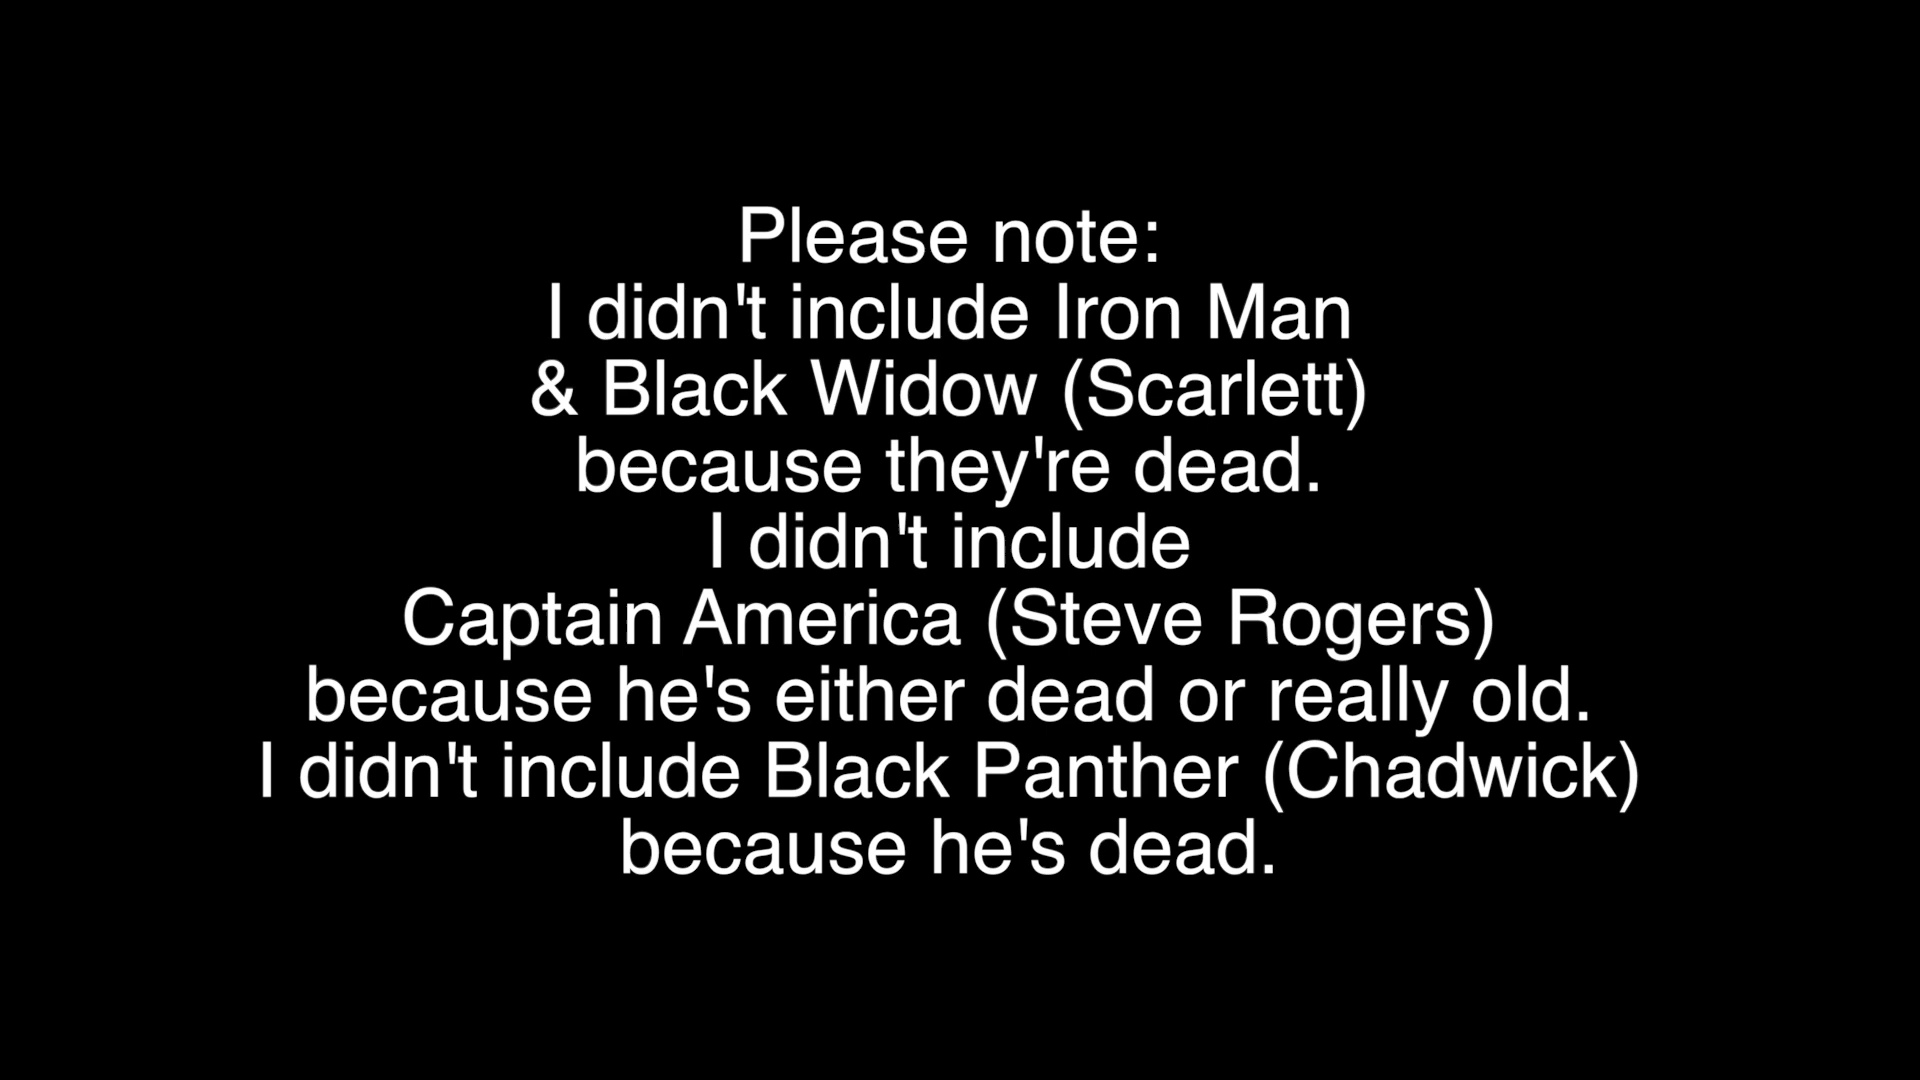 Please note:
I didn't include Iron Man
& Black Widow (Scarlett)
because they're dead.
I didn't include
Captain America (Steve Rogers)
because he's either dead or really old.
I didn't include Black Panther (Chadwick)
because he's dead.